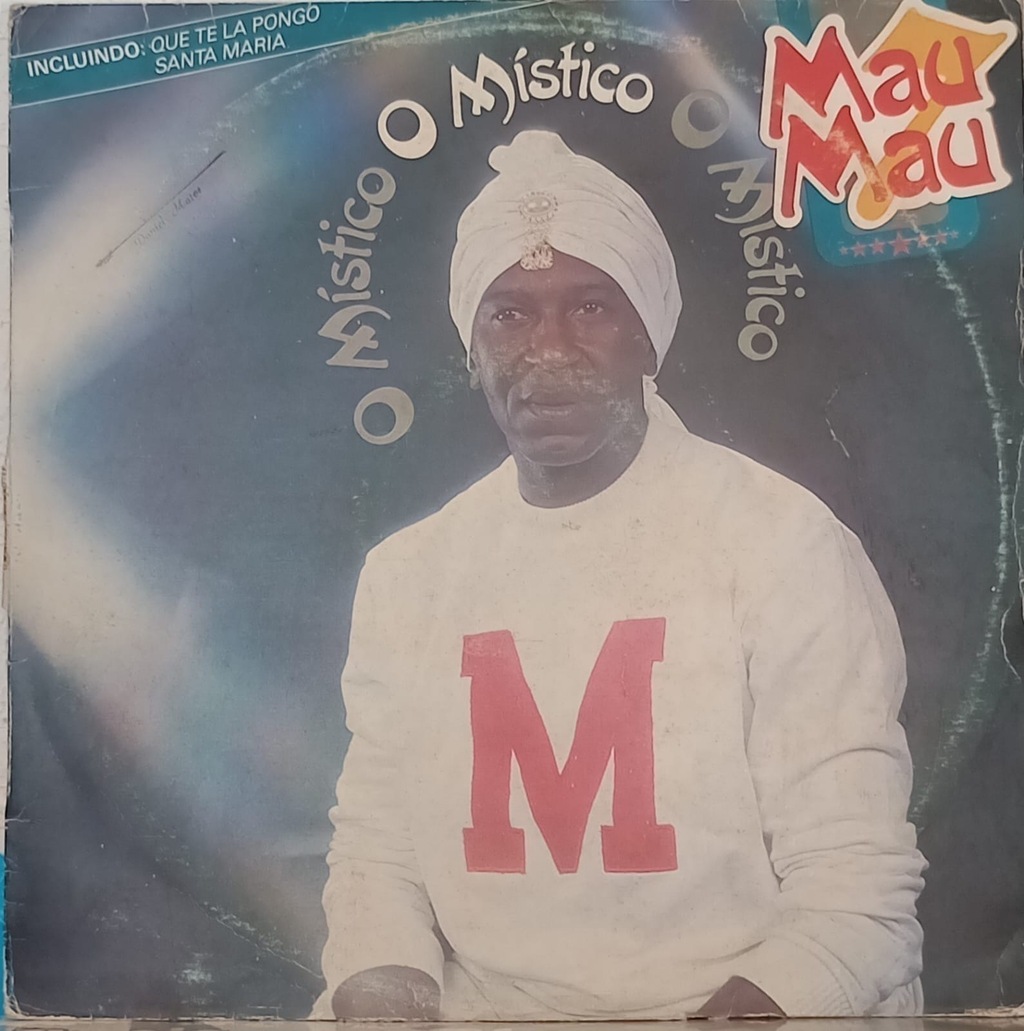 INCLUINDO: QUE TE LA PONGO
SANTA MARIA
O Místico O Místico O Místico
Mau
Mau
M